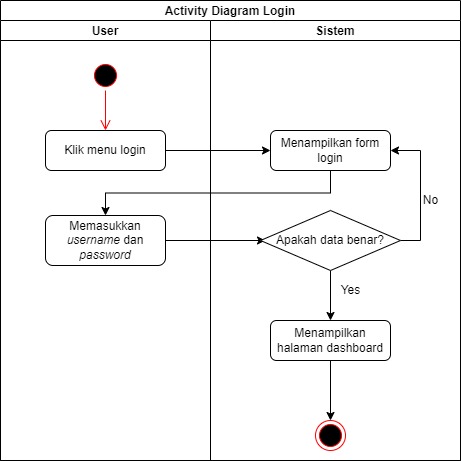 Activity Diagram Login
User
Sistem
Klik menu login
Menampilkan form
login
No
Memasukkan
username dan
password
Apakah data benar?
Yes
Menampilkan
halaman dashboard